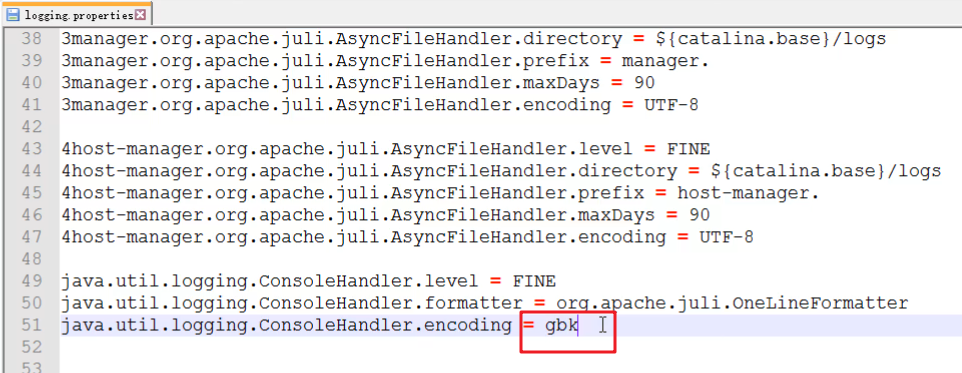 logging.properties
38 3manager.org.apache.juli.AsyncFileHandler.directory = ${catalina.base}/logs
39 3manager.org.apache.juli.AsyncFileHandler.prefix = manager.
40 3manager.org.apache.juli.AsyncFileHandler.maxDays = 90
41 3manager.org.apache.juli.AsyncFileHandler.encoding = UTF-8
42
43 4host-manager.org.apache.juli.AsyncFileHandler.level = FINE
44 4host-manager.org.apache.juli.AsyncFileHandler.directory = ${catalina.base}/logs
45 4host-manager.org.apache.juli.AsyncFileHandler.prefix = host-manager.
46 4host-manager.org.apache.juli.AsyncFileHandler.maxDays = 90
47 4host-manager.org.apache.juli.AsyncFileHandler.encoding = UTF-8
48
49 java.util.logging.ConsoleHandler.level = FINE
50 java.util.logging.ConsoleHandler.formatter = org.apache.juli.OneLineFormatter
51 java.util.logging.ConsoleHandler.encoding = gbk
52
53